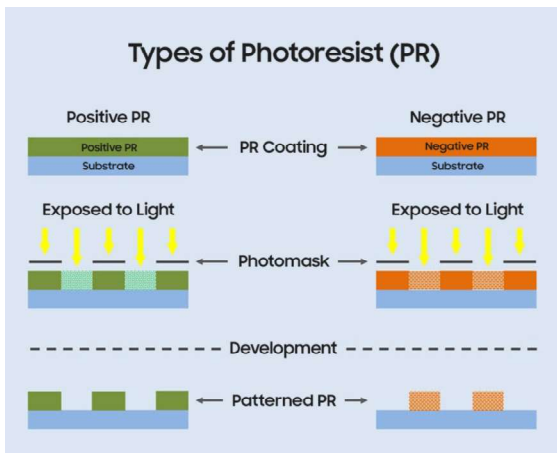 Types of Photoresist (PR)
Positive PR
Negative PR
Positive PR
PR Coating
Negative PR
Substrate
Substrate
Exposed to Light
Exposed to Light
Photomask
Development
Patterned PR